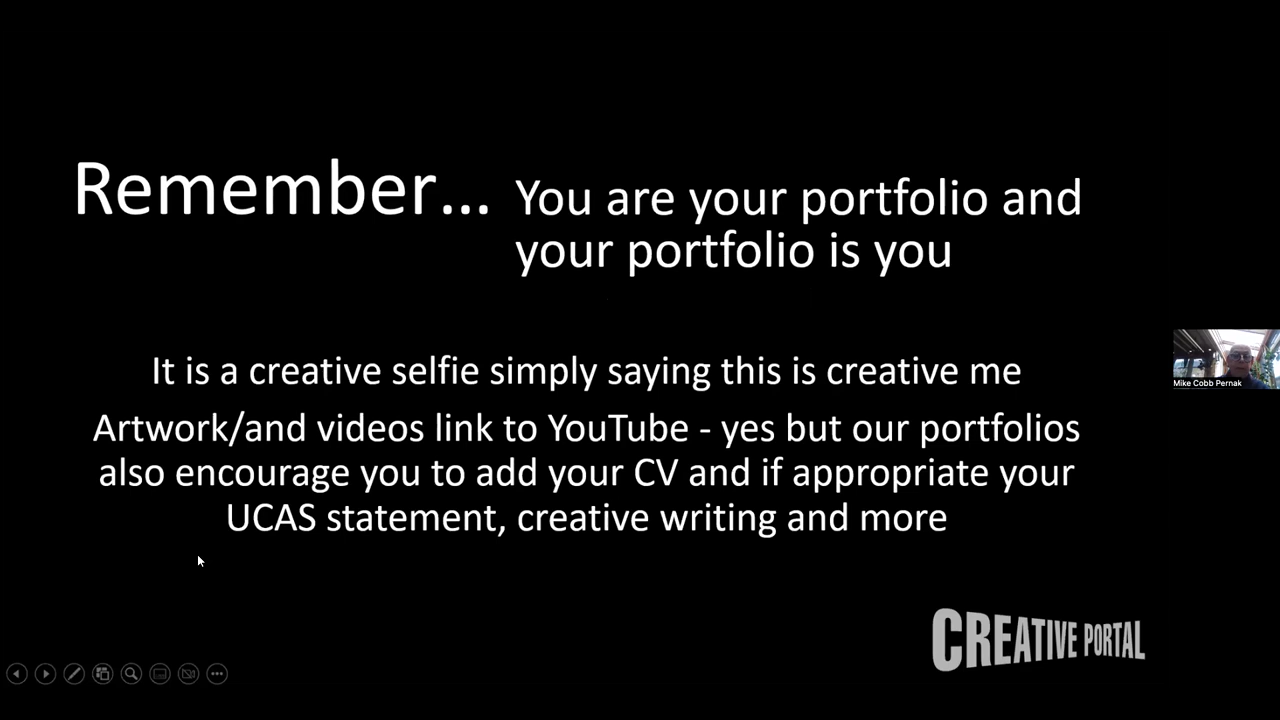 Remember... You are your portfolio and
your portfolio is you
It is a creative selfie simply saying this is creative me
Artwork/and videos link to YouTube - yes but our portfolios
also encourage you to add your CV and if appropriate your
UCAS statement, creative writing and more
Mike Cobb Pernak
CREATIVE PORTAL